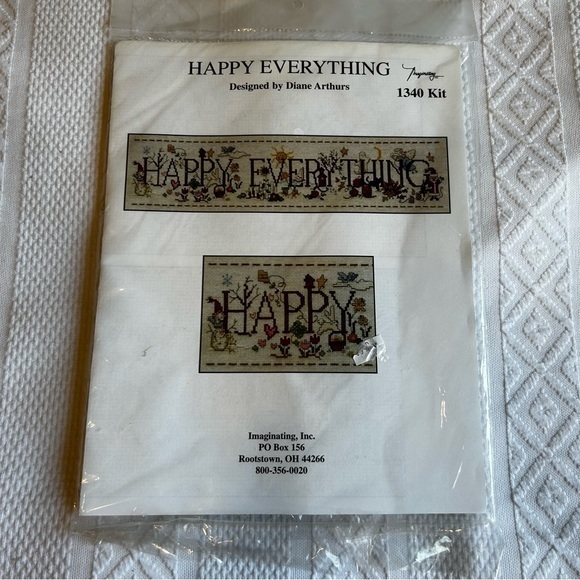 HAPPY EVERYTHING
Imaginating
Designed by Diane Arthurs
1340 Kit
HAPPY EVERYTHING
HAPPY
Imaginating, Inc.
PO Box 156
Rootstown, OH 44266
800-356-0020